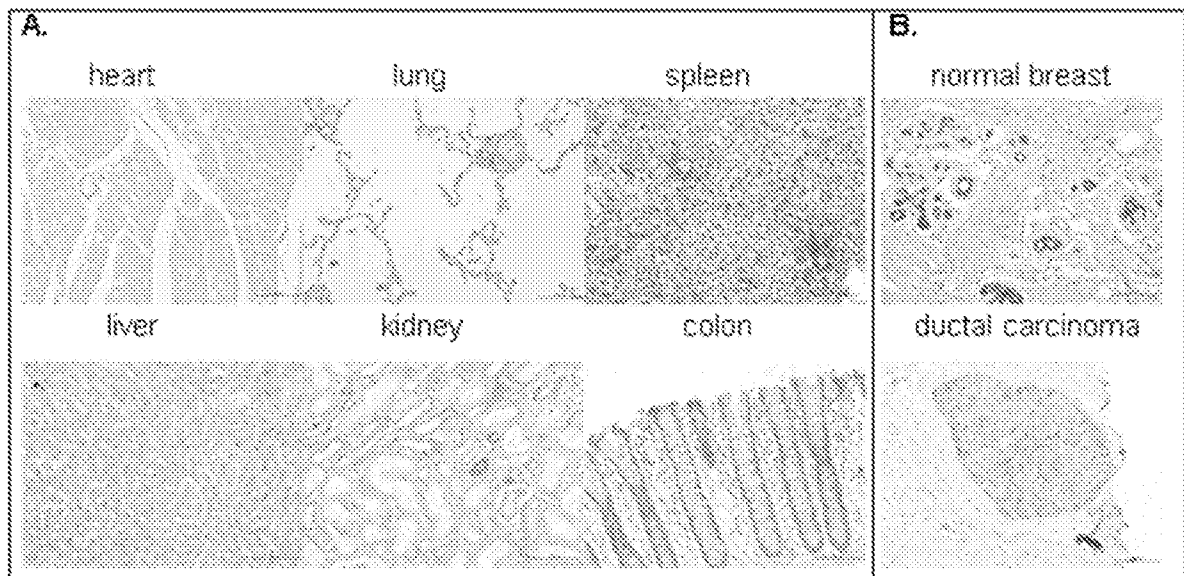 A.
heart lung spleen
liver kidney colon
B.
normal breast
ductal carcinoma